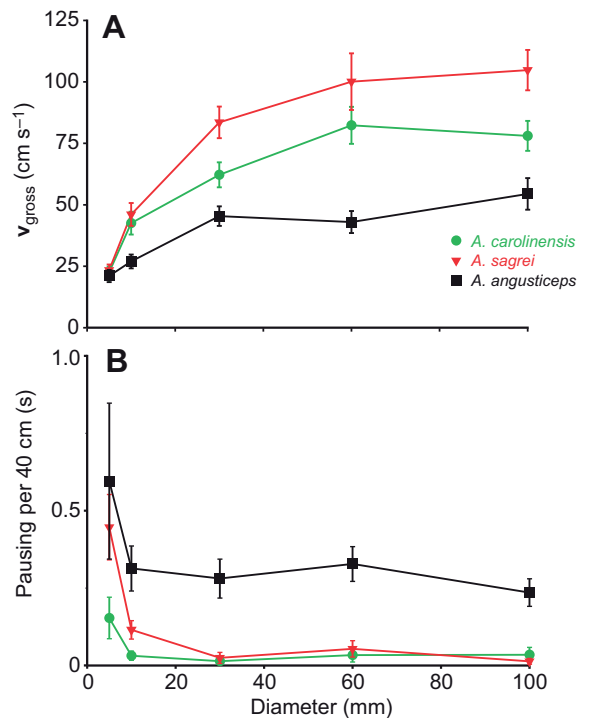 A
125
100
75
50
25
0
v_gross (cm s⁻¹)
A. carolinensis
A. sagrei
A. angusticeps
B
1.0
0.5
0
Pausing per 40 cm (s)
0 20 40 60 80 100
Diameter (mm)